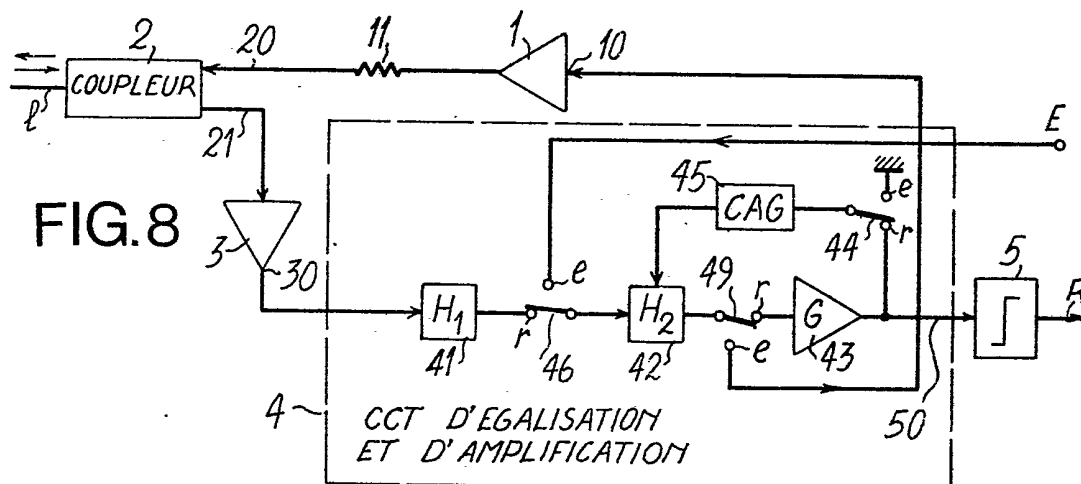 2
20
11
1
10
COUPLEUR
l
21
E
FIG.8
3
30
45
CAG
e
44
r
5
H1
41
e
r
46
H2
42
49
r
e
G
43
50
4
CCT D'EGALISATION
ET D'AMPLIFICATION